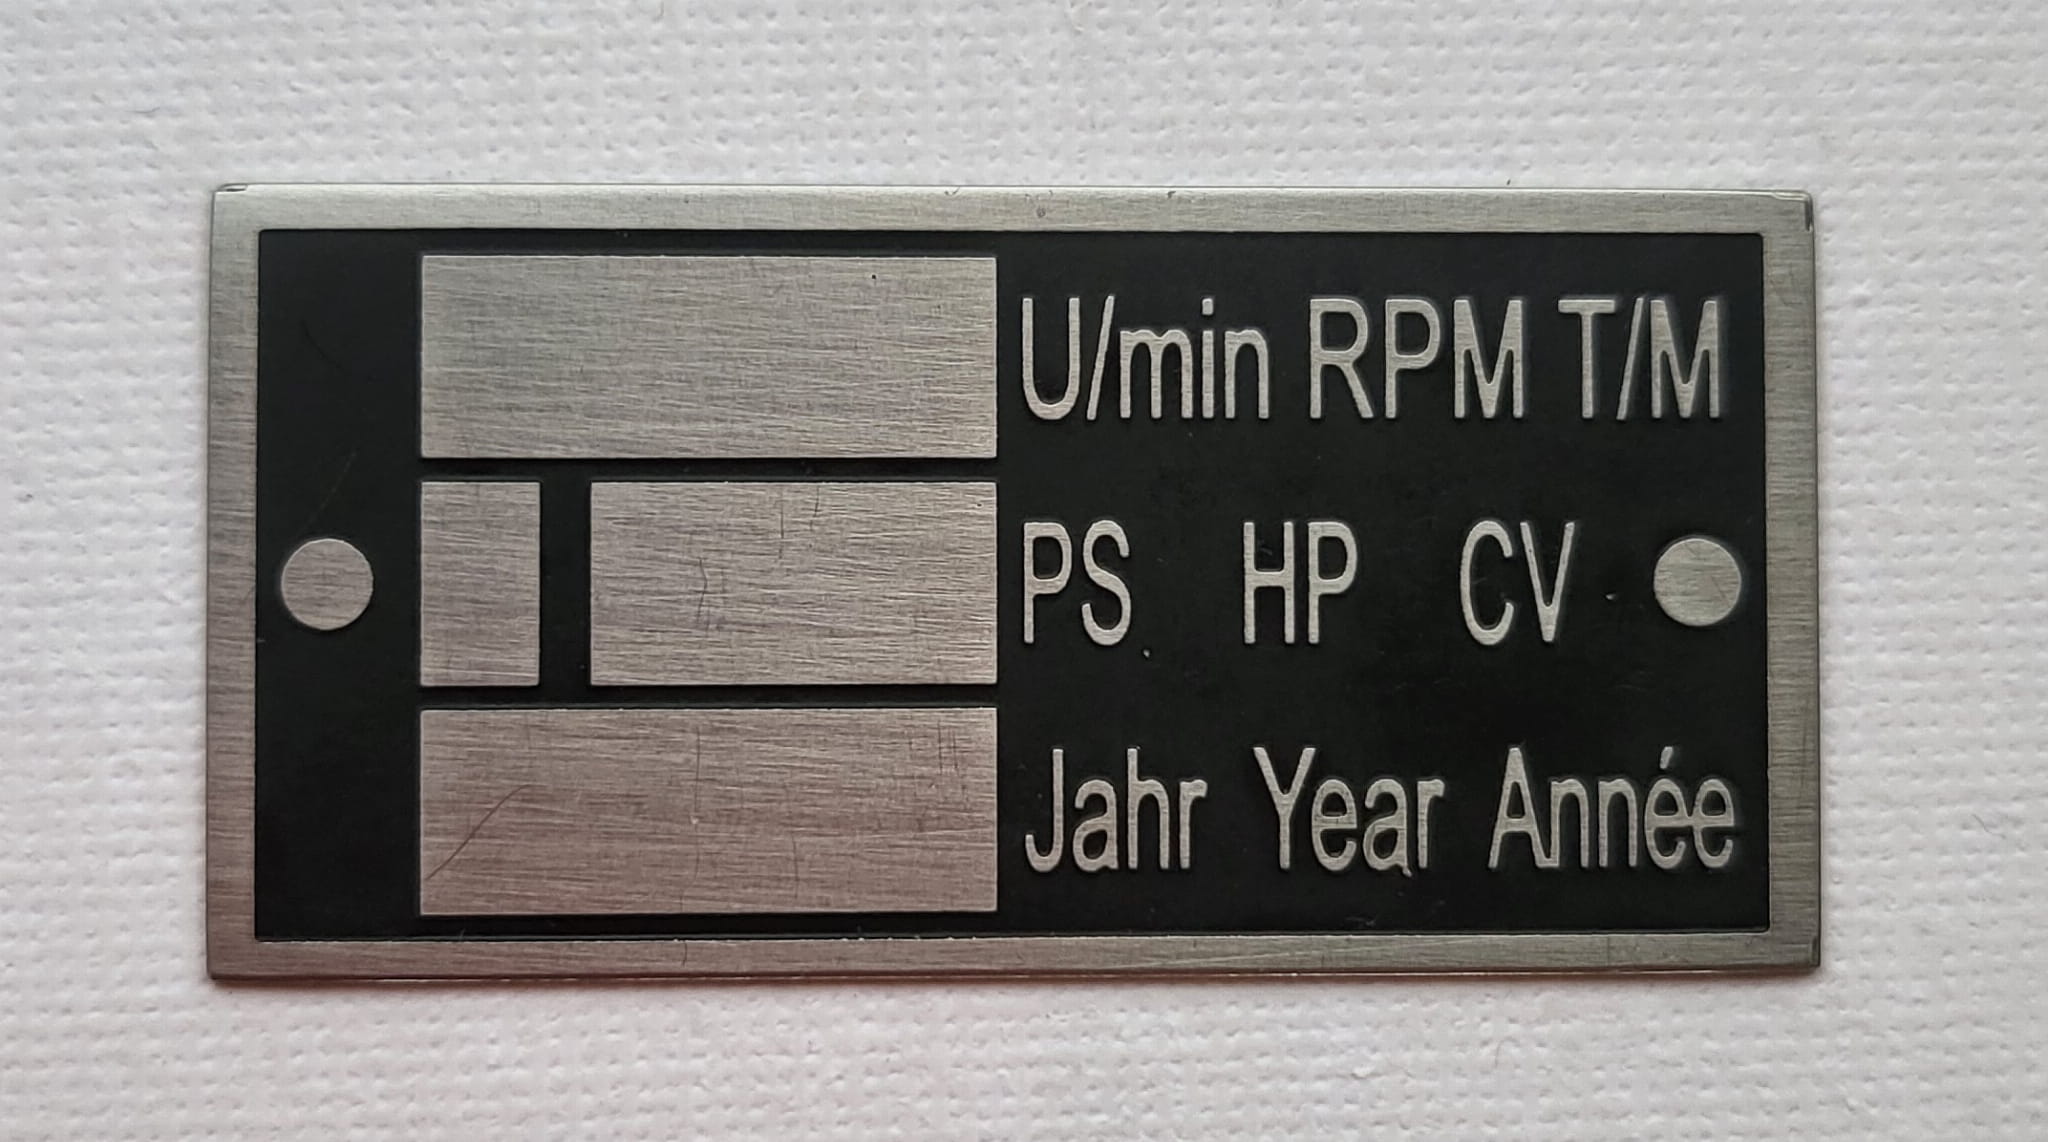 U/min RPM T/M
PS HP CV
Jahr Year Année